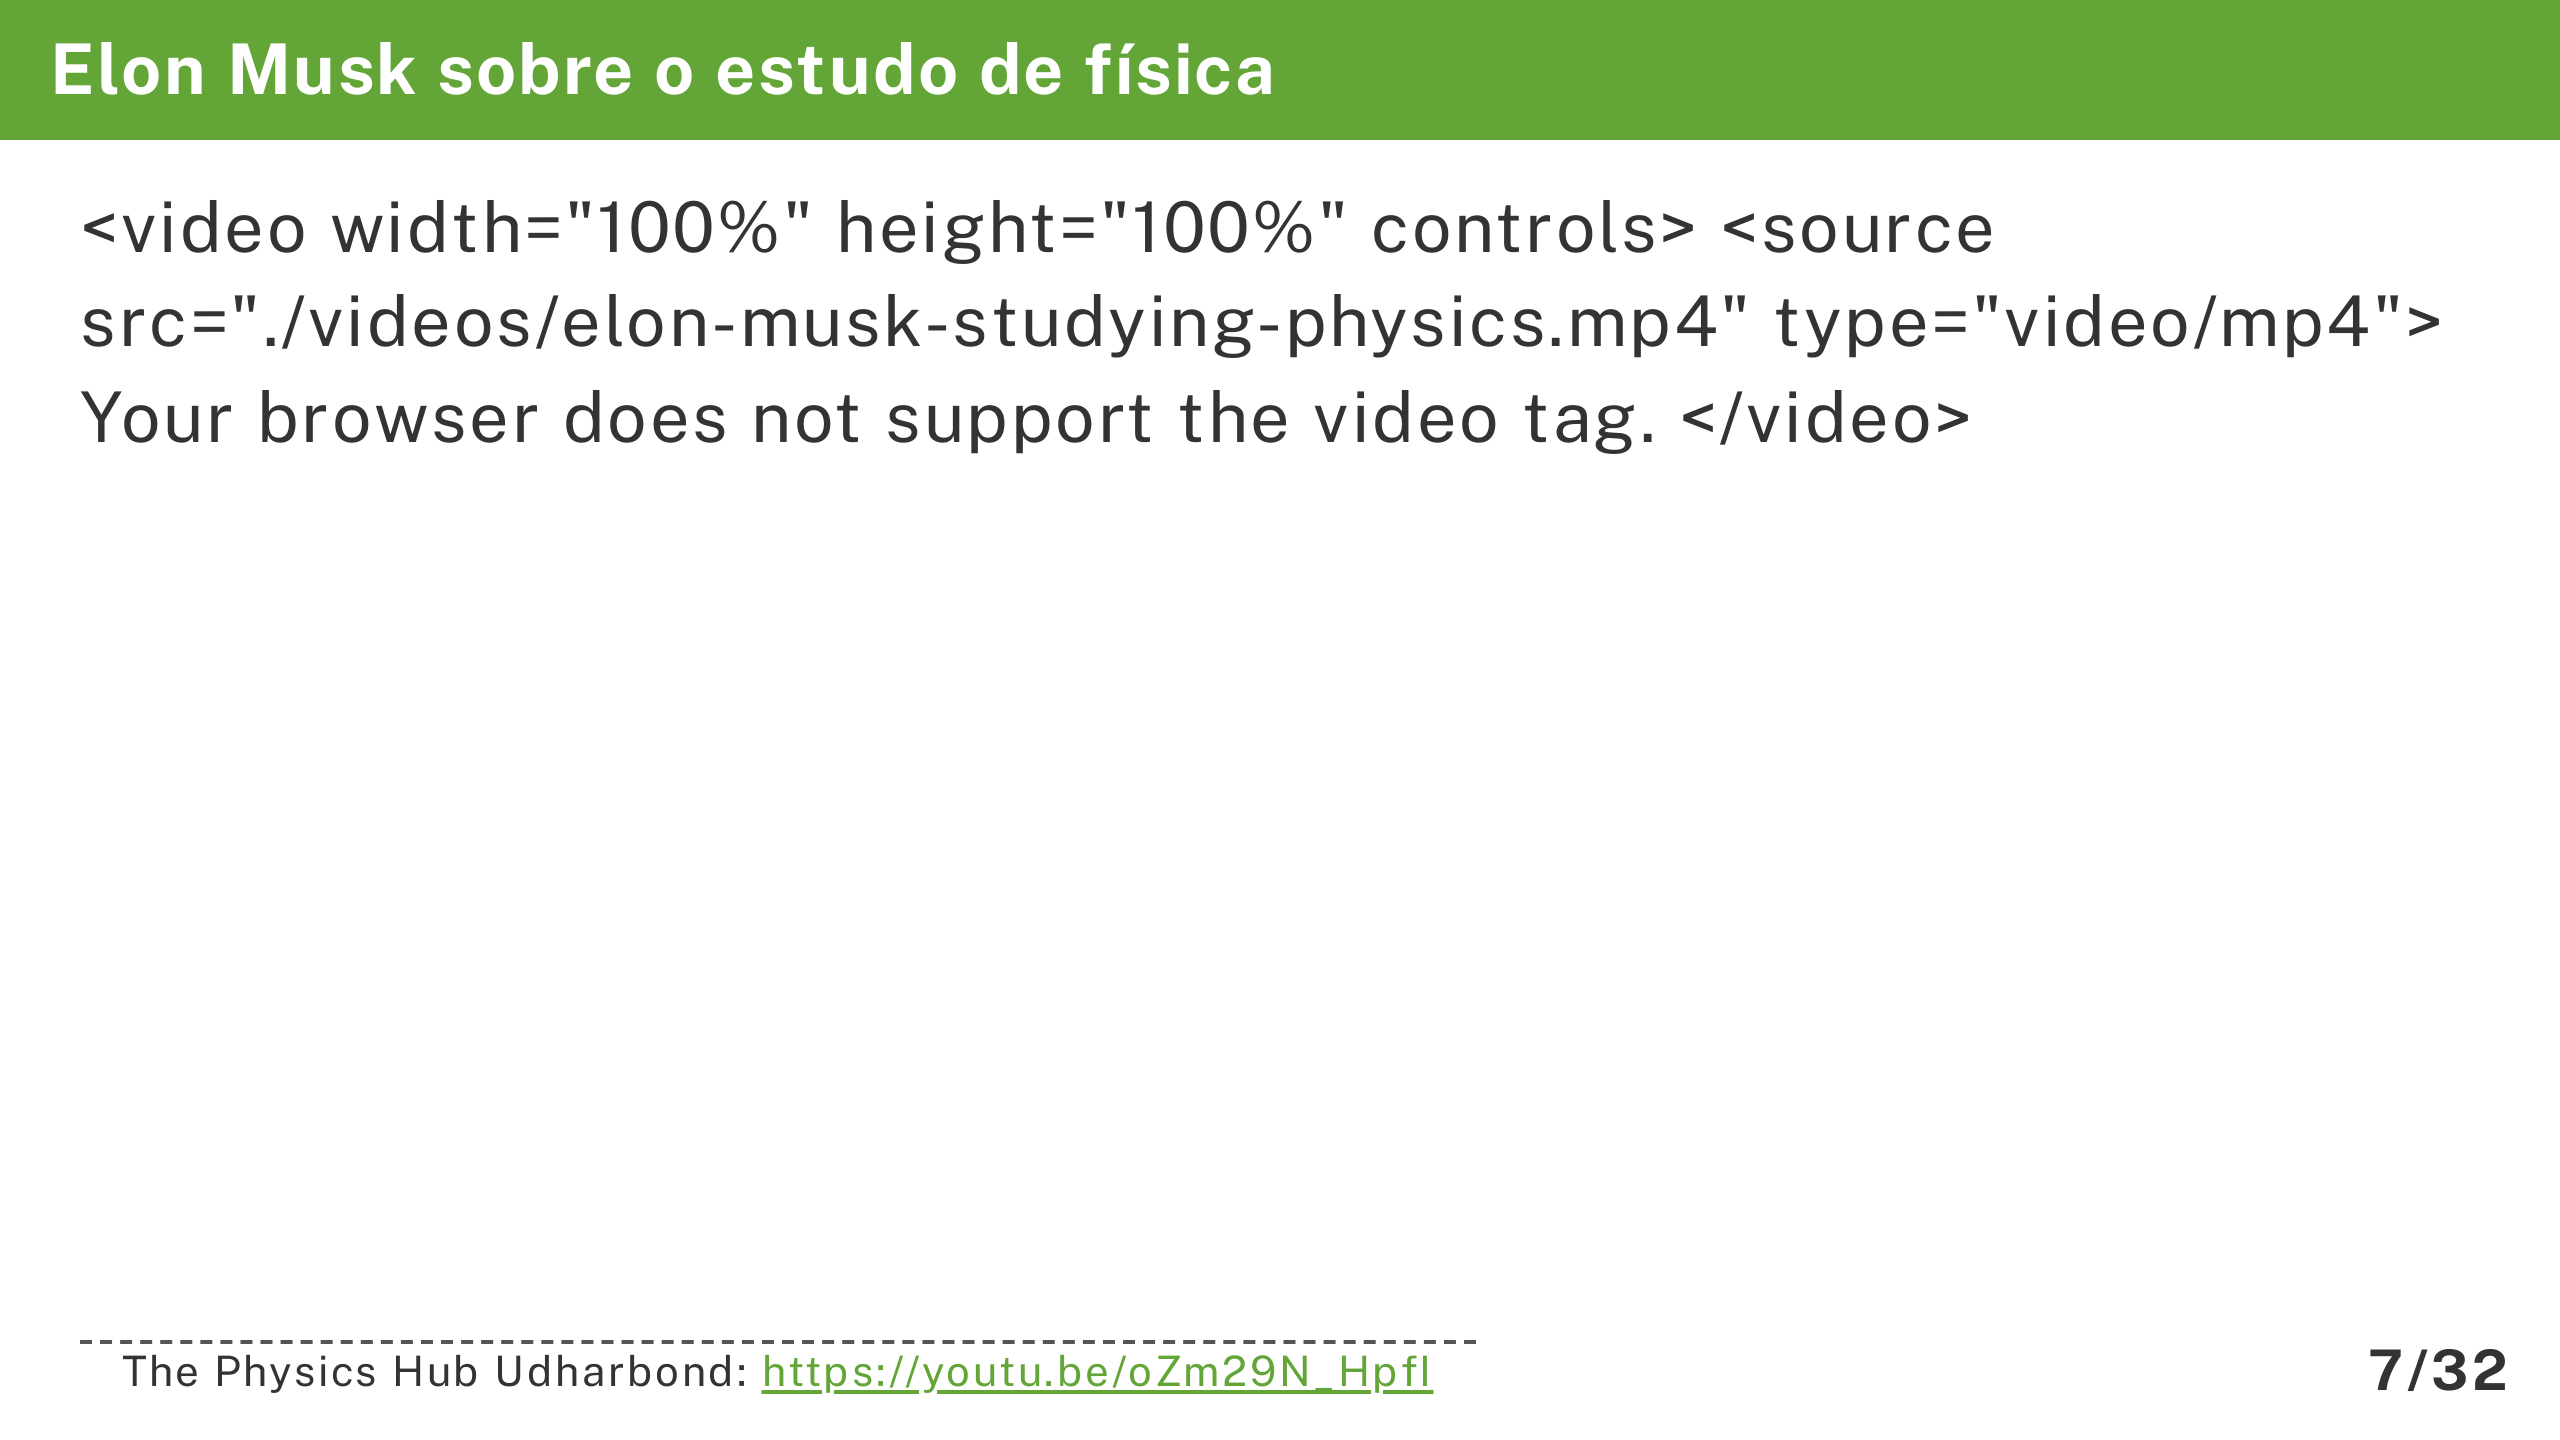 Elon Musk sobre o estudo de física
<video width="100%" height="100%" controls> <source
src="./videos/elon-musk-studying-physics.mp4" type="video/mp4">
Your browser does not support the video tag. </video>
The Physics Hub Udharbond: https://youtu.be/oZm29N_HpfI
7/32